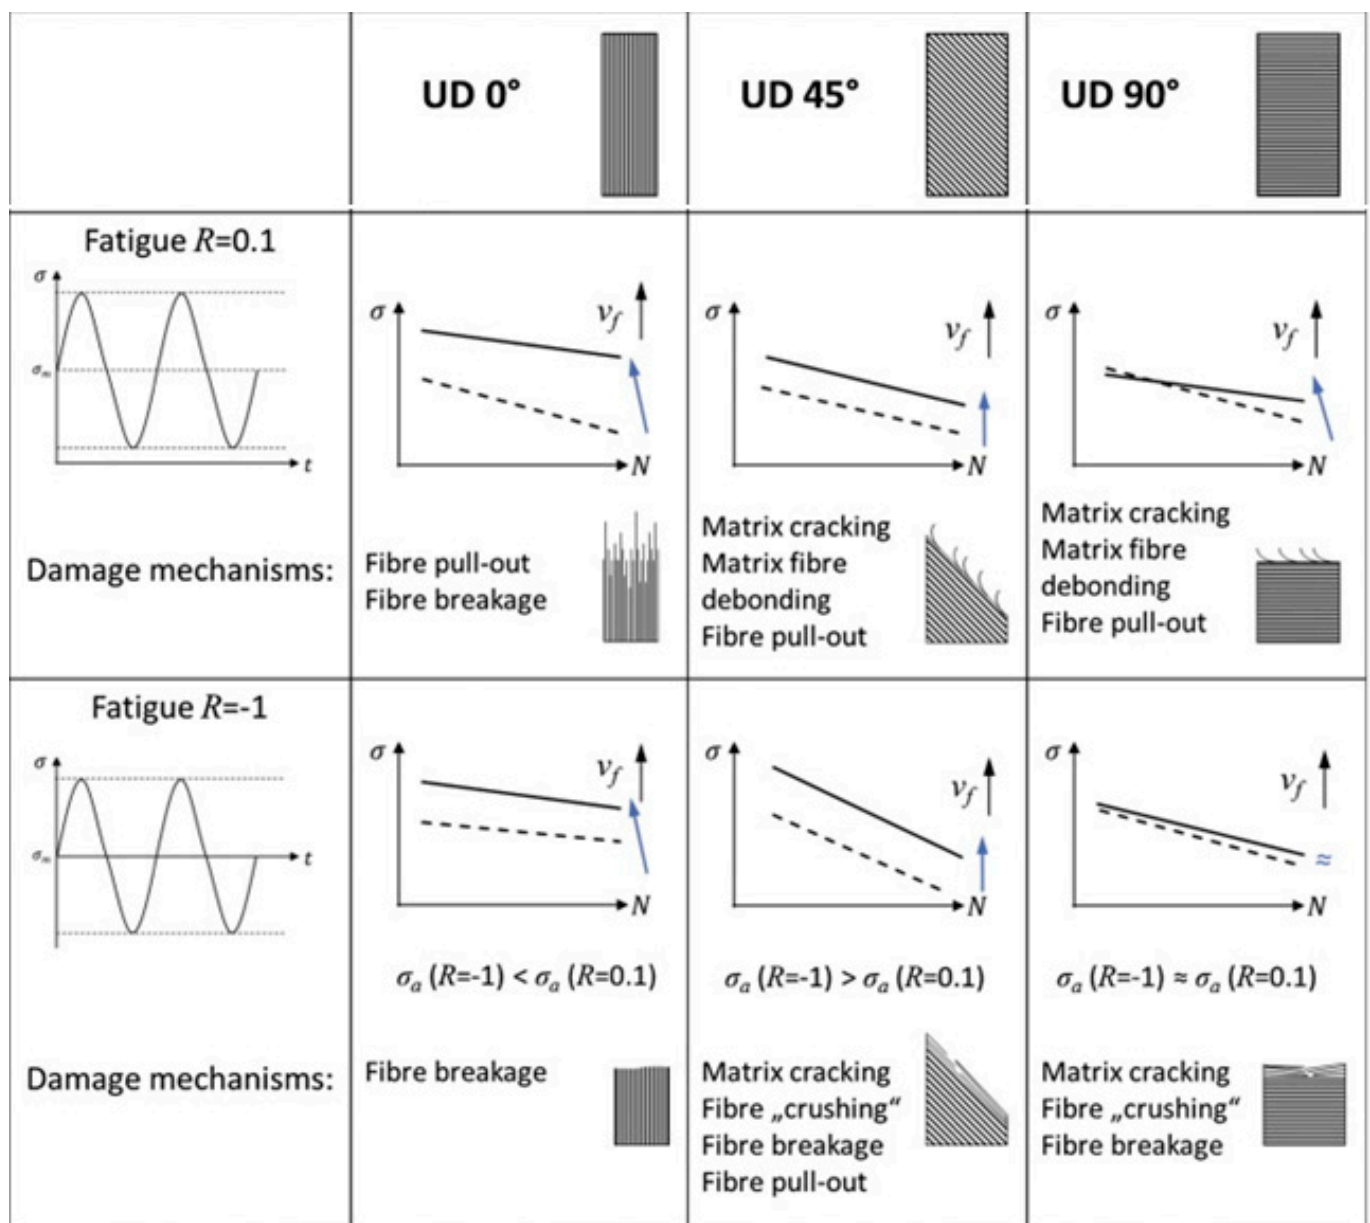 UD 0°
UD 45°
UD 90°
Fatigue R=0.1
σ
σm
t
σ
vf
N
σ
vf
N
σ
vf
N
Damage mechanisms:
Fibre pull-out
Fibre breakage
Matrix cracking
Matrix fibre
debonding
Fibre pull-out
Matrix cracking
Matrix fibre
debonding
Fibre pull-out
Fatigue R=-1
σ
σm
t
σ
vf
N
σ
vf
N
σ
vf
≈
N
σa (R=-1) < σa (R=0.1)
σa (R=-1) > σa (R=0.1)
σa (R=-1) ≈ σa (R=0.1)
Damage mechanisms:
Fibre breakage
Matrix cracking
Fibre „crushing“
Fibre breakage
Fibre pull-out
Matrix cracking
Fibre „crushing“
Fibre breakage